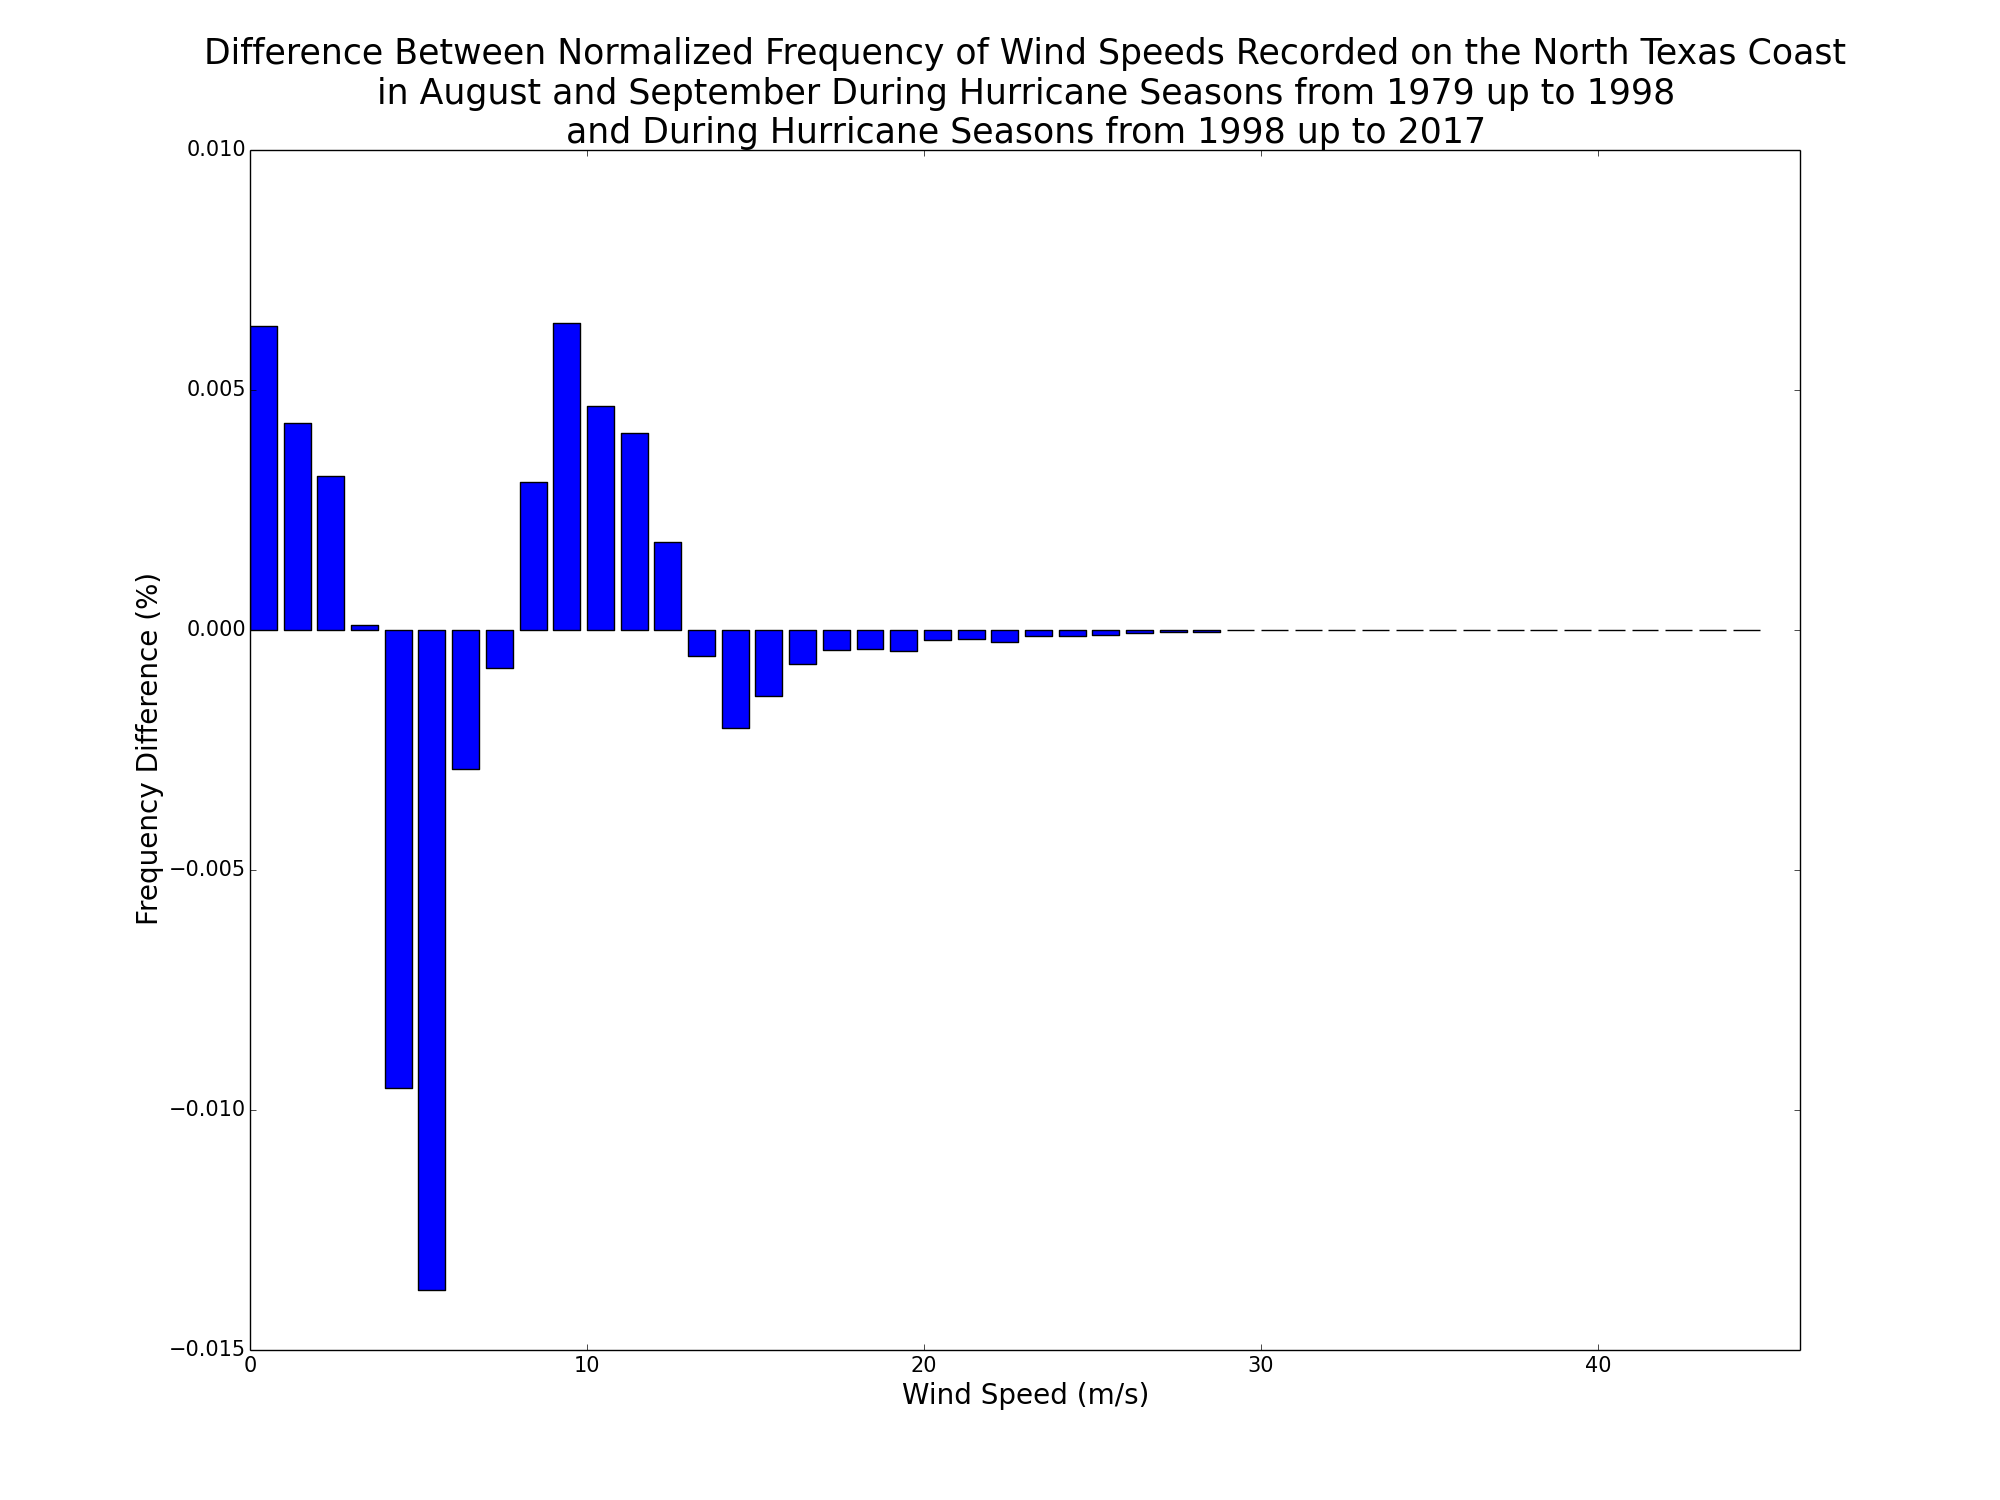 Difference Between Normalized Frequency of Wind Speeds Recorded on the North Texas Coast
in August and September During Hurricane Seasons from 1979 up to 1998
and During Hurricane Seasons from 1998 up to 2017
0.010
0.005
0.000
−0.005
−0.010
−0.015
Frequency Difference (%)
0 10 20 30 40
Wind Speed (m/s)